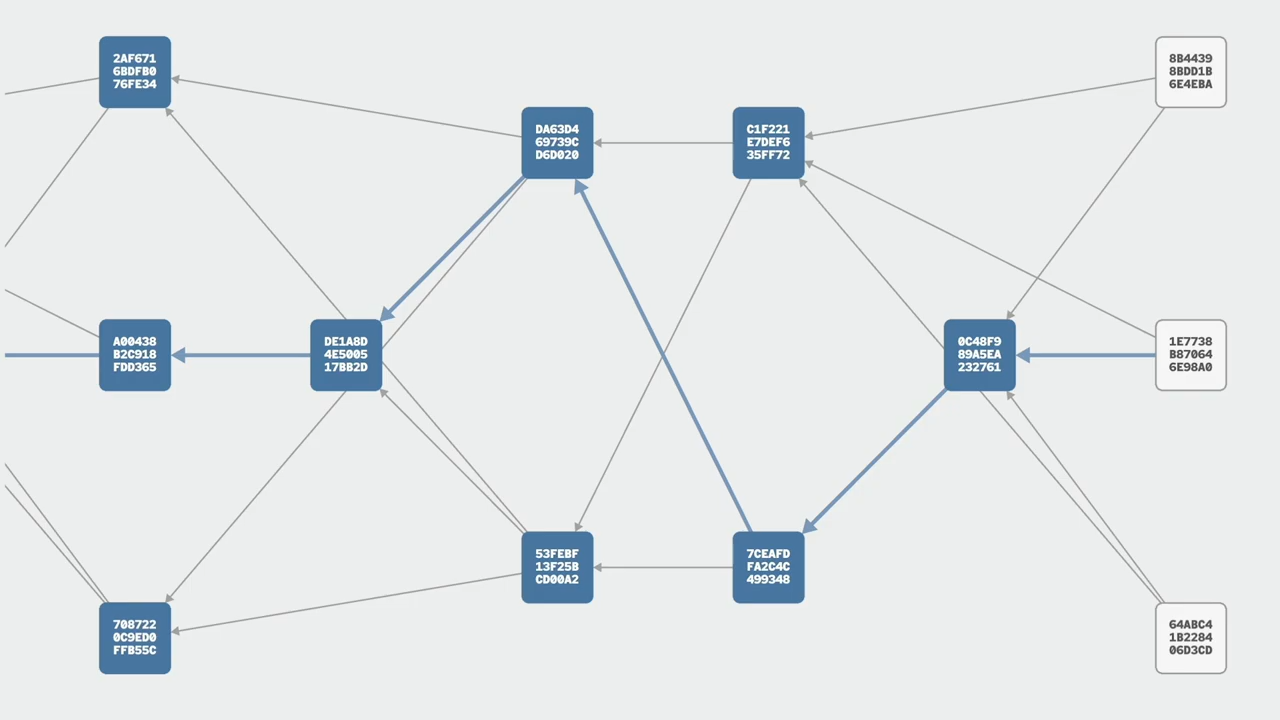 2AF671
6BDFB0
76FE34
8B4439
8BDD1B
6E4EBA
DA63D4
69739C
D6D020
C1F221
E7DEF6
35FF72
A00438
B2C918
FDD365
DE1A8D
4E5005
17BB2D
0C48F9
89A5EA
232761
1E7738
B87064
6E98A0
53FEBF
13F25B
CD00A2
7CEAFD
FA2C4C
499348
708722
0C9ED0
FFB55C
64ABC4
1B2284
06D3CD